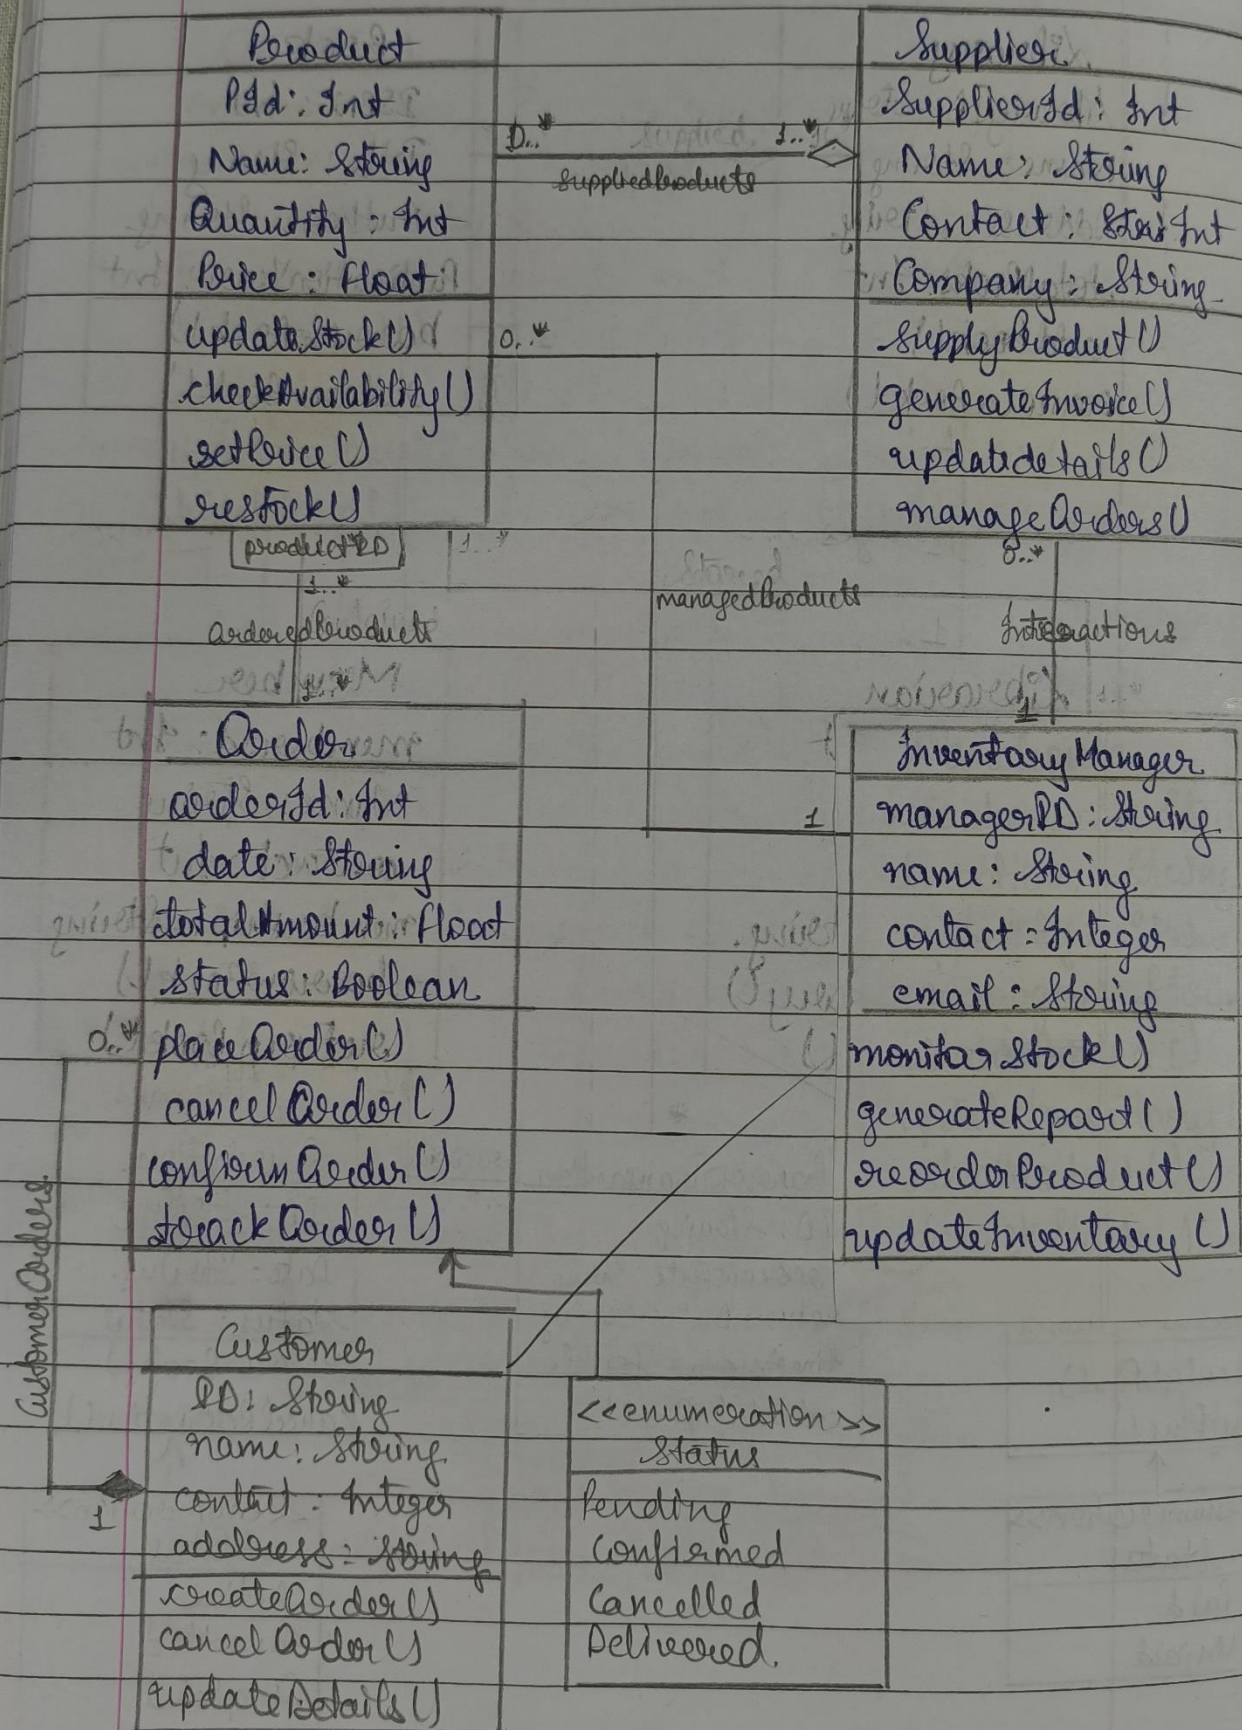 Product
PId: Int
Name: String
Quantity: Int
Price: Float
updateStock()
checkAvailability()
setPrice()
restock()
productID
0..*
1..*
suppliedProducts
Supplier
SupplierId: Int
Name: String
Contact: Int
Company: String
supplyProduct()
generateInvoice()
updatedetails()
manageOrders()
0..*
managedProducts
1
0..*
Interactions
1
1..*
1..*
orderedProducts
1..*
Order
orderId: Int
date: String
totalAmount: Float
status: Boolean
placeOrder()
cancelOrder()
confirmOrder()
trackOrder()
InventoryManager
managerID: String
name: String
contact: Integer
email: String
monitorStock()
generateReport()
reorderProduct()
updateInventory()
0..*
CustomerOrders
1
Customer
ID: String
name: String
contact: Integer
address: String
createOrder()
cancelOrder()
updateDetails()
<<enumeration>>
Status
Pending
Confirmed
Cancelled
Delivered.